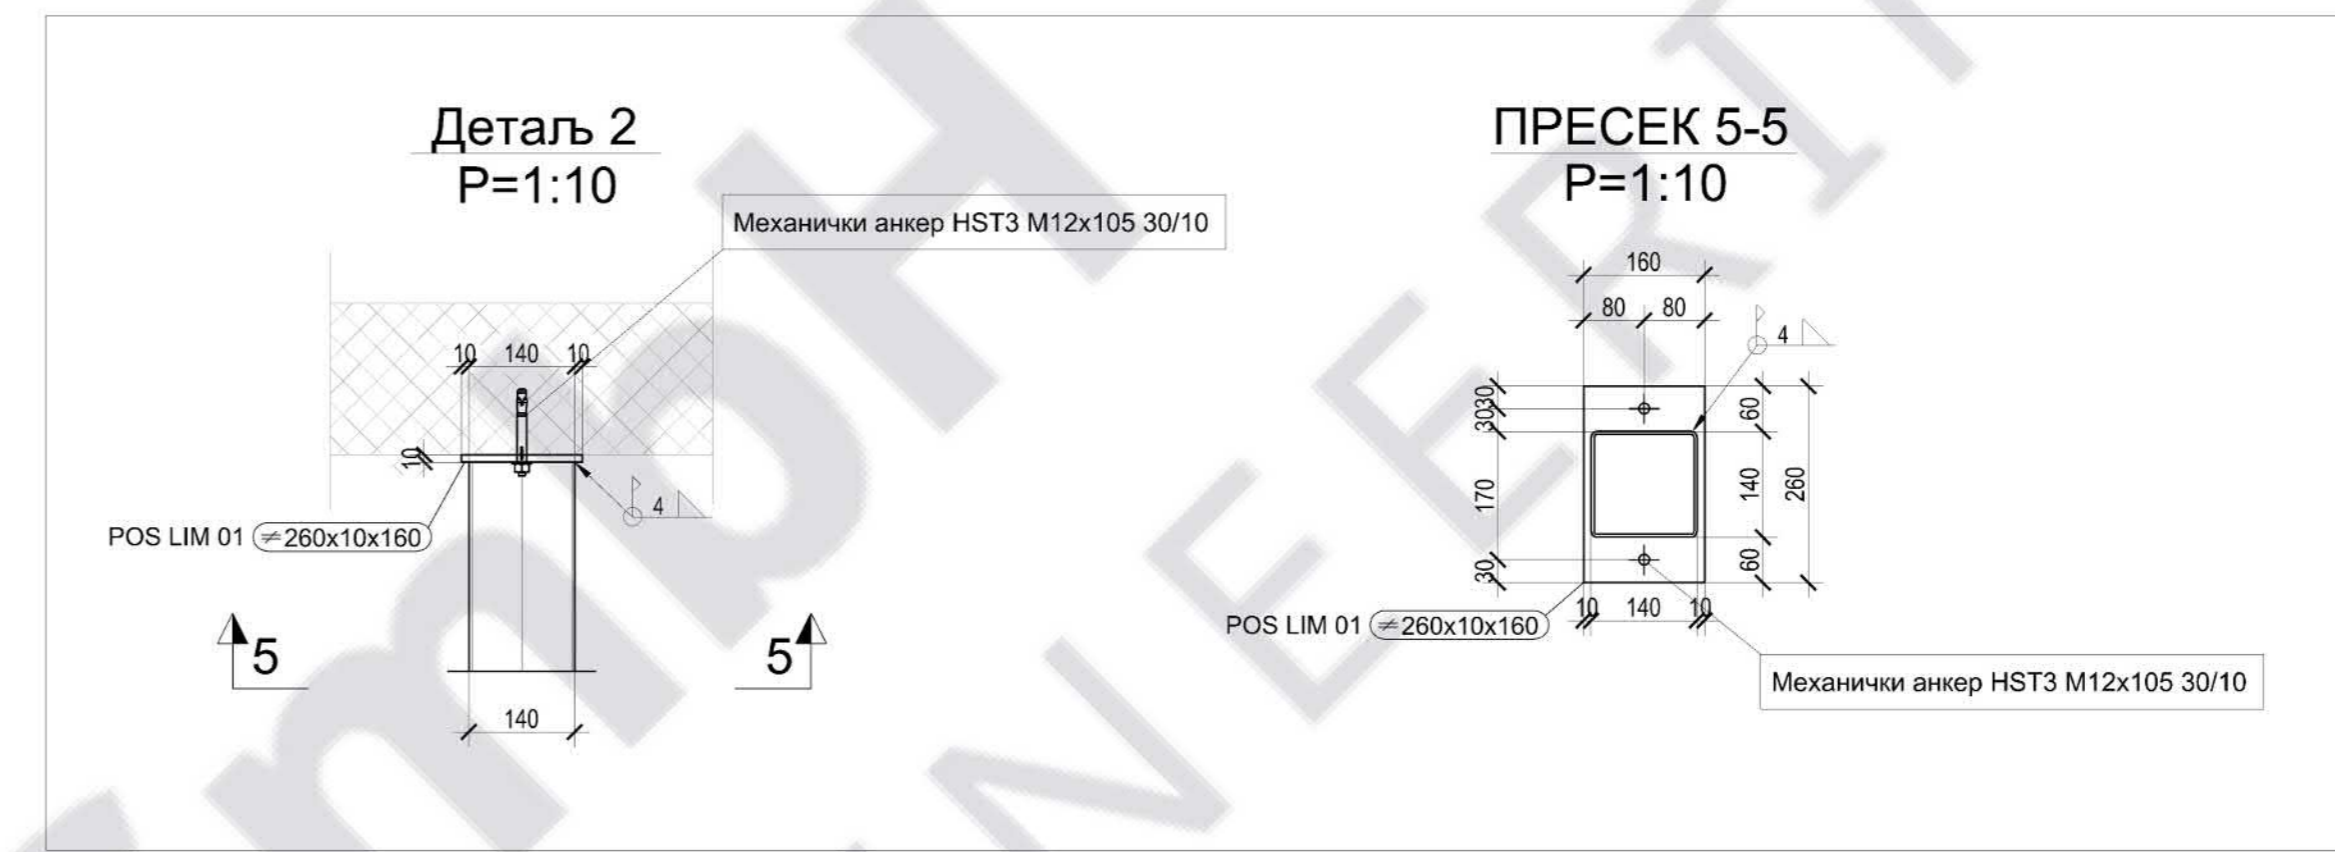 Детаљ 2
P=1:10
Механички анкер HST3 M12x105 30/10
10 140 10
10
4
POS LIM 01 ≠260x10x160
5 5
140
ПРЕСЕК 5-5
P=1:10
160
80 80
4
30
30
170
30
60
140
60
260
10 140 10
POS LIM 01 ≠260x10x160
Механички анкер HST3 M12x105 30/10